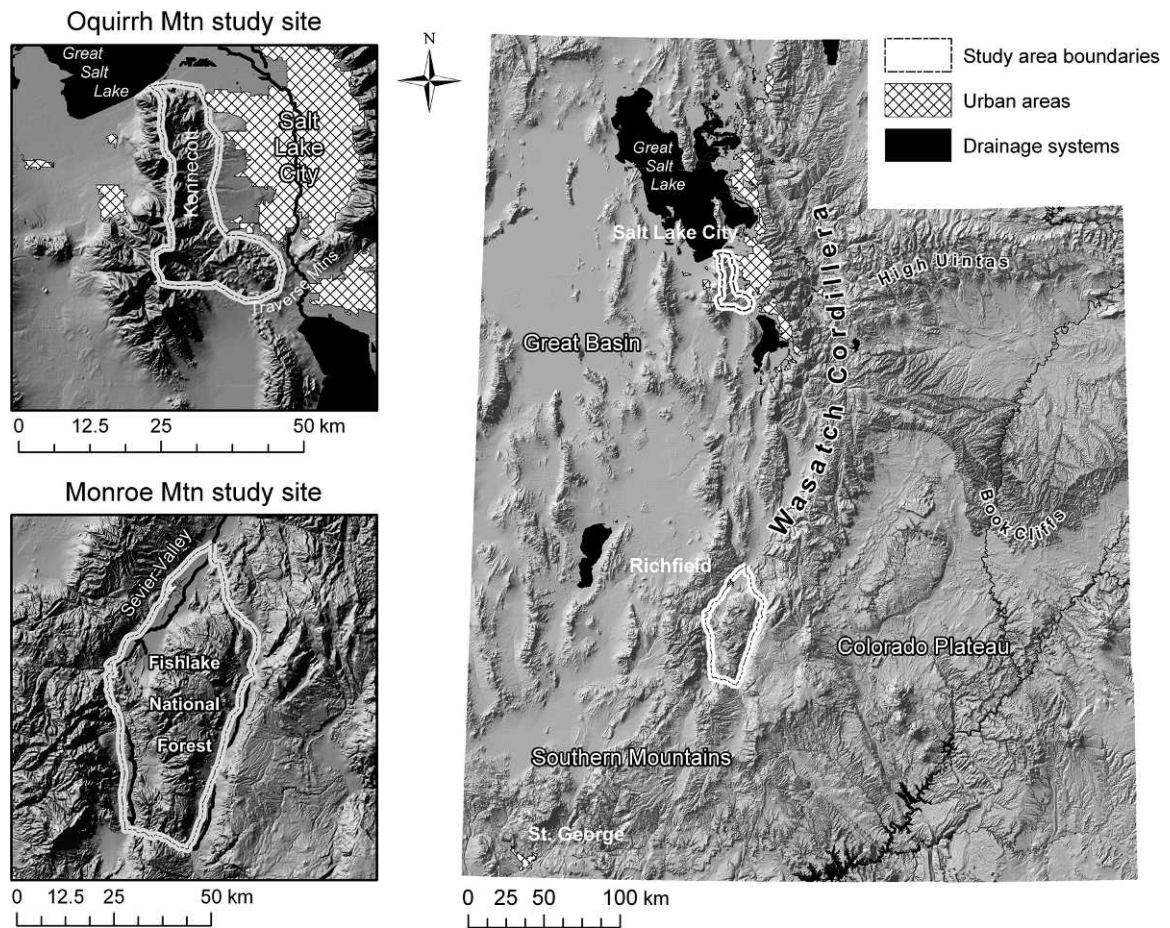 Oquirrh Mtn study site
Great
Salt
Lake
Kennecott
Salt
Lake
City
Traverse Mtns
0 12.5 25 50 km
Monroe Mtn study site
Sevier Valley
Fishlake
National
Forest
0 12.5 25 50 km
N
Study area boundaries
Urban areas
Drainage systems
Great
Salt
Lake
Salt Lake City
Wasatch Cordillera
High Uintas
Great Basin
Book Cliffs
Richfield
Colorado Plateau
Southern Mountains
St. George
0 25 50 100 km